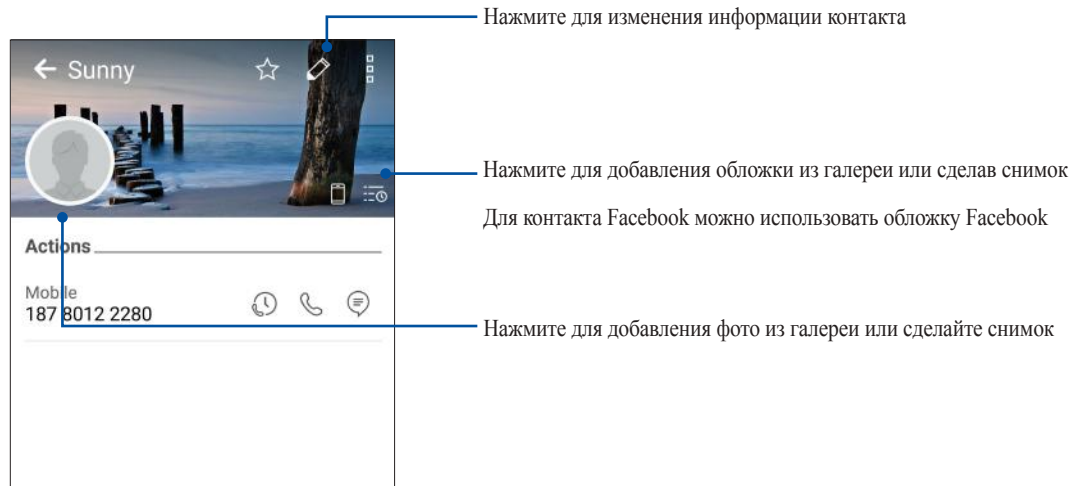 Нажмите для изменения информации контакта
Sunny
Нажмите для добавления обложки из галереи или сделав снимок
Для контакта Facebook можно использовать обложку Facebook
Actions
Mobile
187 8012 2280
Нажмите для добавления фото из галереи или сделайте снимок